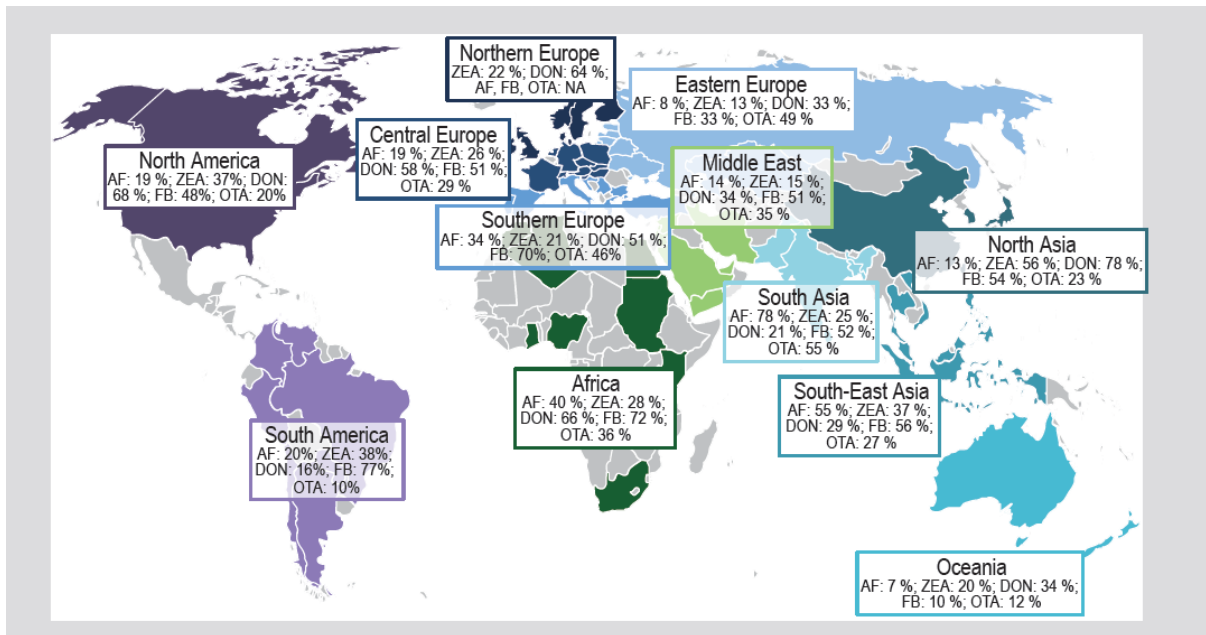 Northern Europe
ZEA: 22 %; DON: 64 %;
AF, FB, OTA: NA
Eastern Europe
AF: 8 %; ZEA: 13 %; DON: 33 %;
FB: 33 %; OTA: 49 %
Central Europe
AF: 19 %; ZEA: 26 %;
DON: 58 %; FB: 51 %;
OTA: 29 %
North America
AF: 19 %; ZEA: 37%; DON:
68 %; FB: 48%; OTA: 20%
Middle East
AF: 14 %; ZEA: 15 %;
DON: 34 %; FB: 51 %;
OTA: 35 %
Southern Europe
AF: 34 %; ZEA: 21 %; DON: 51 %;
FB: 70%; OTA: 46%
North Asia
AF: 13 %; ZEA: 56 %; DON: 78 %;
FB: 54 %; OTA: 23 %
South Asia
AF: 78 %; ZEA: 25 %;
DON: 21 %; FB: 52 %;
OTA: 55 %
Africa
AF: 40 %; ZEA: 28 %;
DON: 66 %; FB: 72 %;
OTA: 36 %
South-East Asia
AF: 55 %; ZEA: 37 %;
DON: 29 %; FB: 56 %;
OTA: 27 %
South America
AF: 20%; ZEA: 38%;
DON: 16%; FB: 77%;
OTA: 10%
Oceania
AF: 7 %; ZEA: 20 %; DON: 34 %;
FB: 10 %; OTA: 12 %